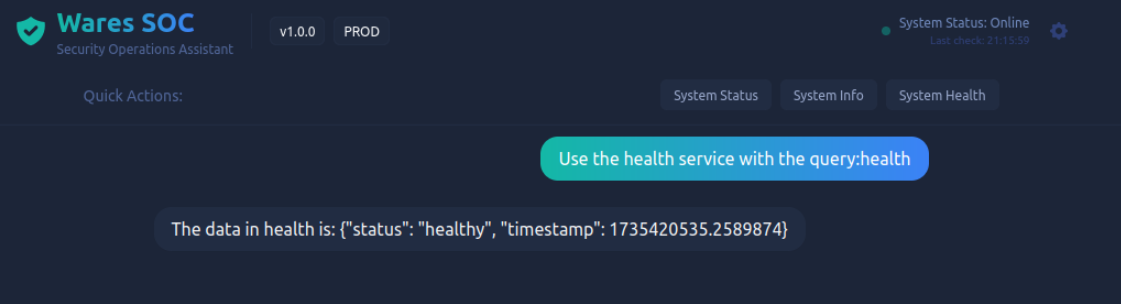 Wares SOC
Security Operations Assistant
v1.0.0
PROD
System Status: Online
Last check: 21:15:59
Quick Actions:
System Status
System Info
System Health
Use the health service with the query:health
The data in health is: {"status": "healthy", "timestamp": 1735420535.2589874}